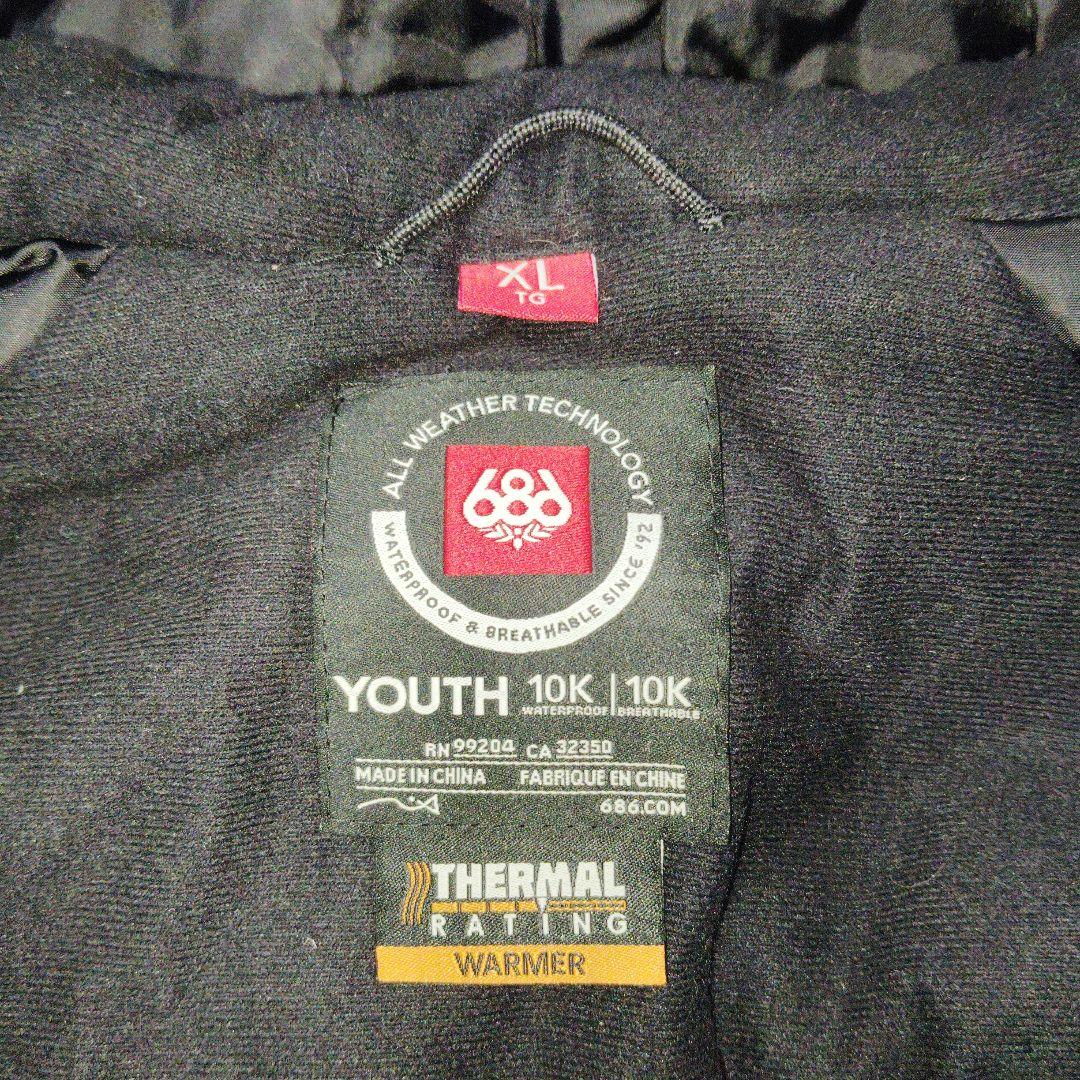 XL
TG
ALL WEATHER TECHNOLOGY
686
WATERPROOF & BREATHABLE SINCE '92
YOUTH 10K WATERPROOF 10K BREATHABLE
RN 99204 CA 32350
MADE IN CHINA FABRIQUE EN CHINE
686.COM
THERMAL
RATING
WARMER